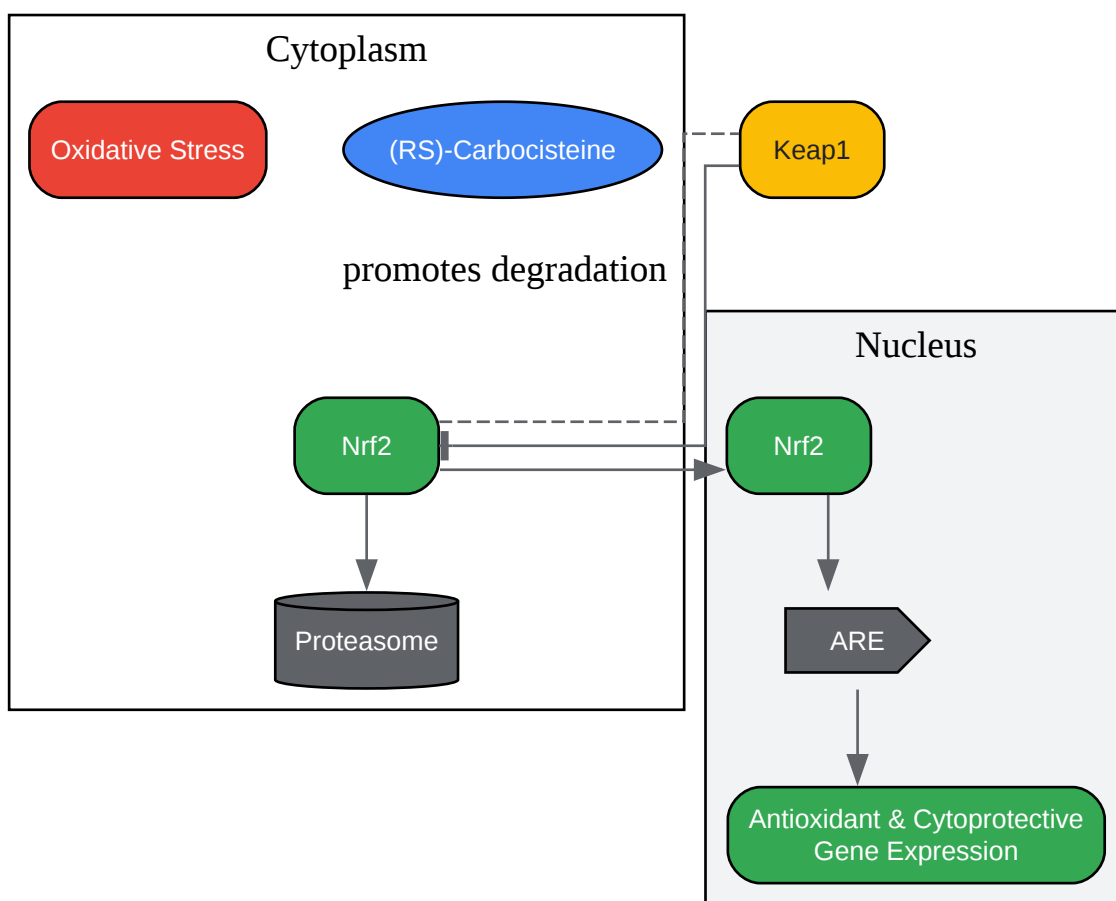 Cytoplasm
Oxidative Stress
(RS)-Carbocisteine
Keap1
promotes degradation
Nucleus
Nrf2
Nrf2
Proteasome
ARE
Antioxidant & Cytoprotective
Gene Expression